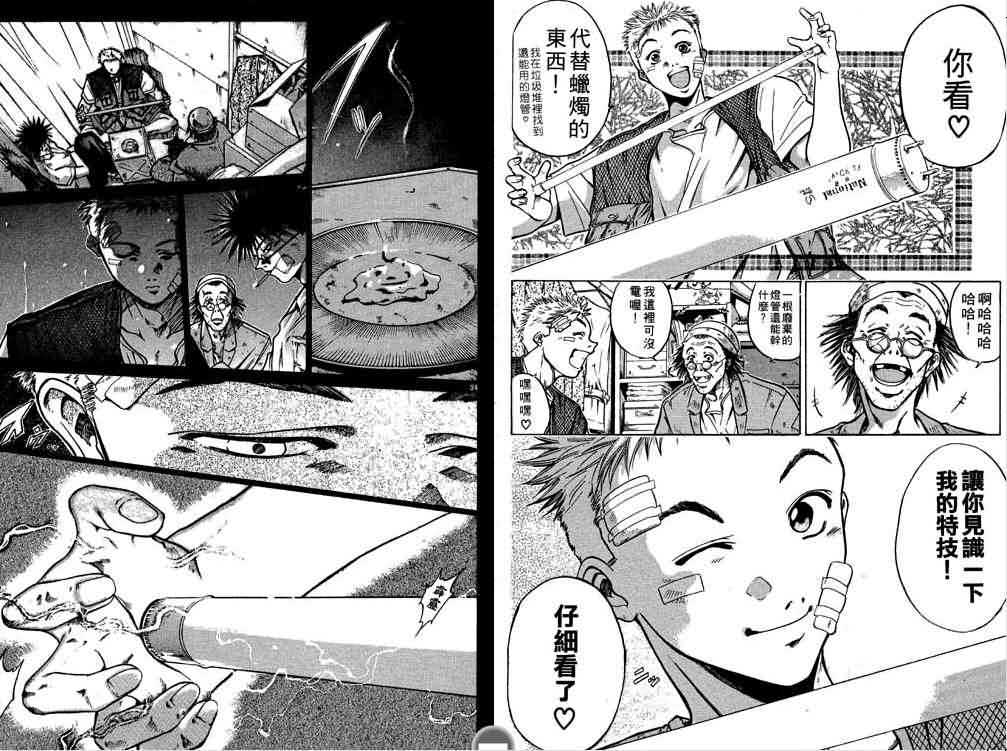 你看♡
代替蠟燭的
東西！
我在垃圾堆裡找到
還能用的燈管。
National
啊哈哈哈
哈哈！
一根廢棄的
燈管還能幹
什麼？
我這裡可沒
電喔！
嘿嘿嘿♡
讓你見識一下
我的特技！
仔細看了♡
霹靂